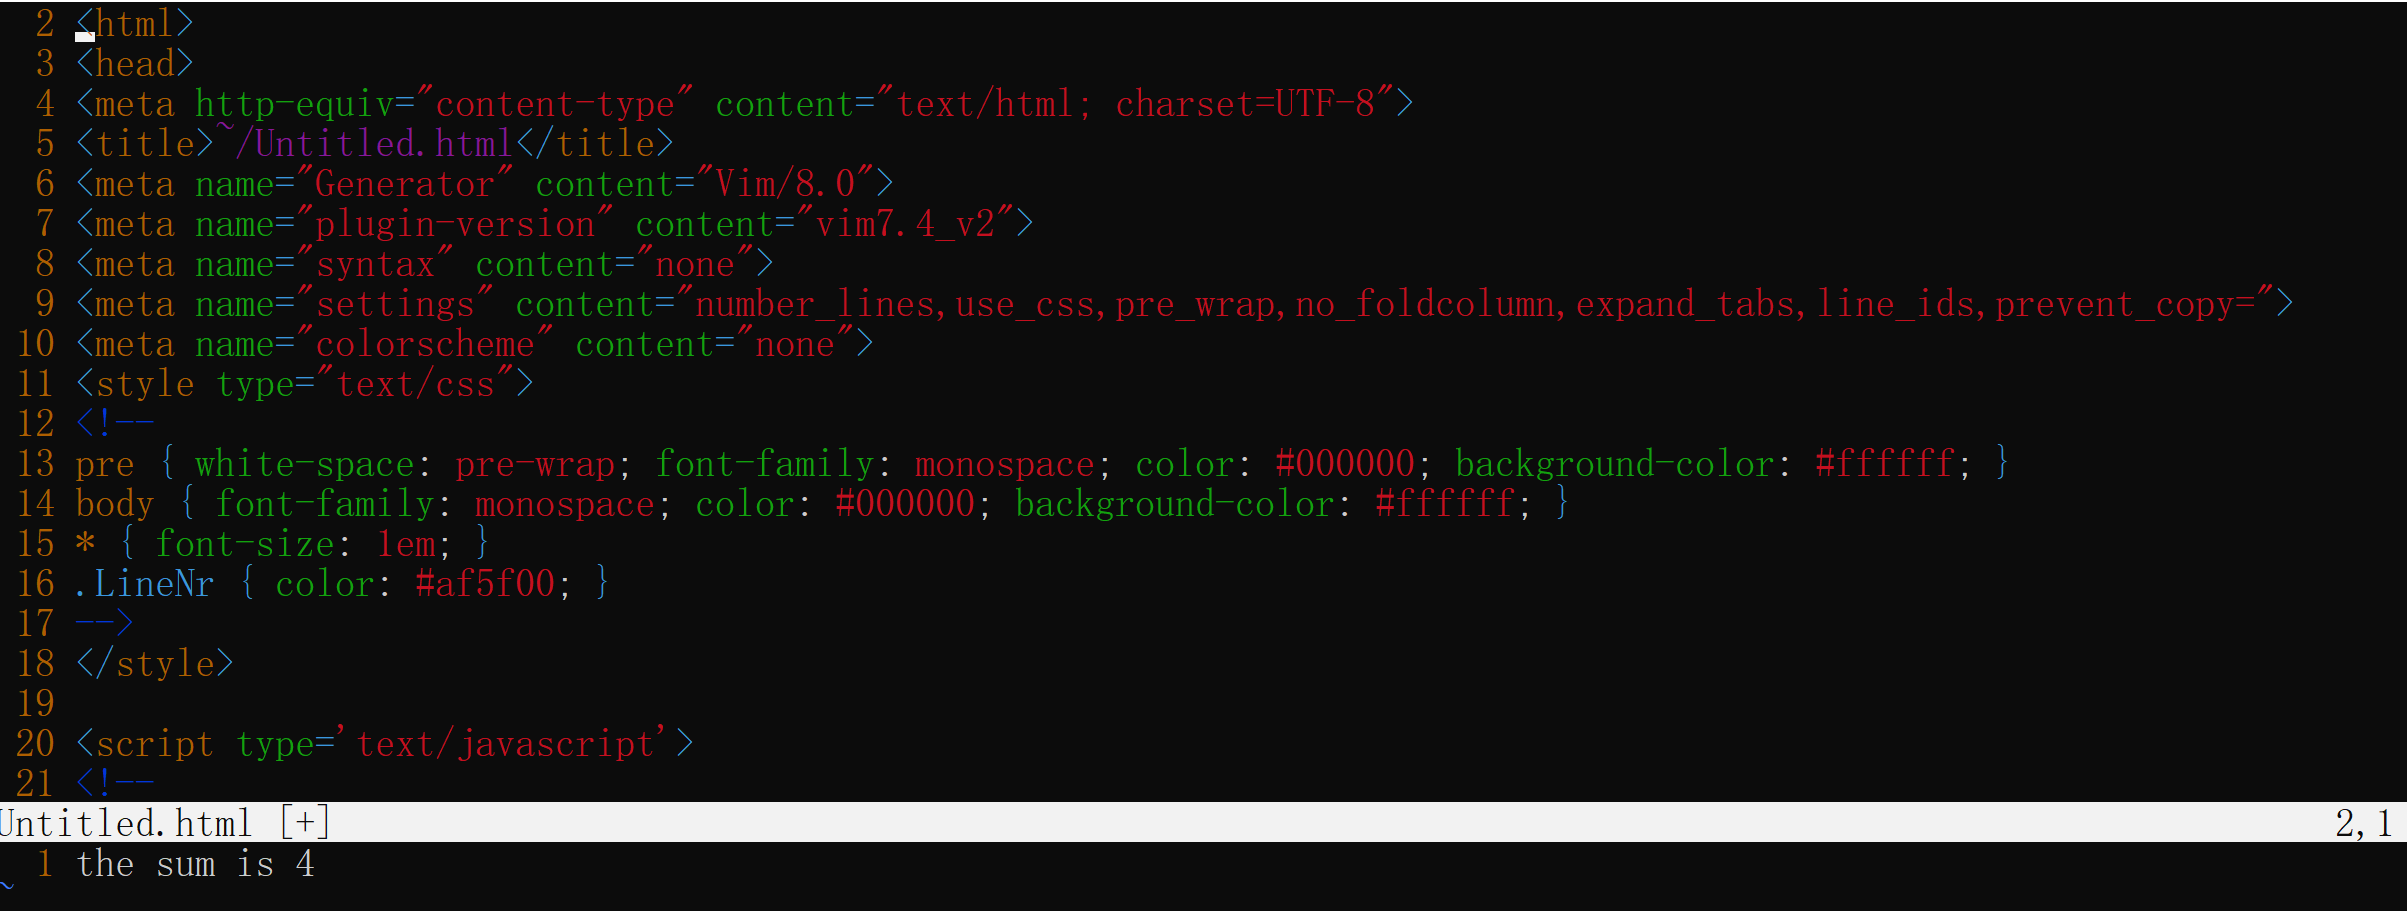 2 <html>
3 <head>
4 <meta http-equiv="content-type" content="text/html; charset=UTF-8">
5 <title>~/Untitled.html</title>
6 <meta name="Generator" content="Vim/8.0">
7 <meta name="plugin-version" content="vim7.4_v2">
8 <meta name="syntax" content="none">
9 <meta name="settings" content="number_lines,use_css,pre_wrap,no_foldcolumn,expand_tabs,line_ids,prevent_copy=">
10 <meta name="colorscheme" content="none">
11 <style type="text/css">
12 <!--
13 pre { white-space: pre-wrap; font-family: monospace; color: #000000; background-color: #ffffff; }
14 body { font-family: monospace; color: #000000; background-color: #ffffff; }
15 * { font-size: 1em; }
16 .LineNr { color: #af5f00; }
17 -->
18 </style>
19
20 <script type='text/javascript'>
21 <!--
Untitled.html [+] 2,1
1 the sum is 4
~